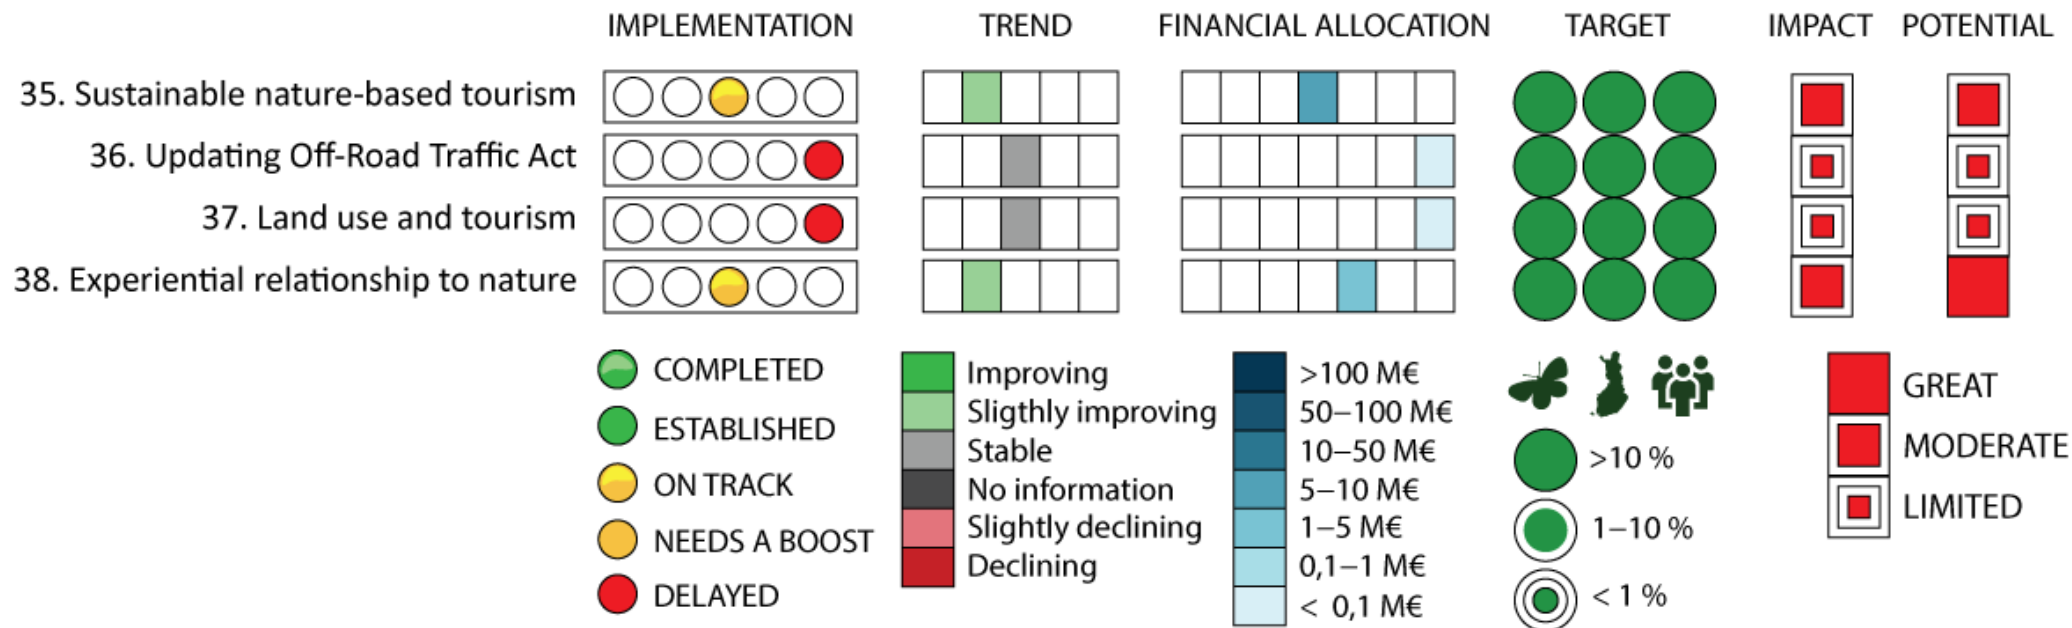 IMPLEMENTATION TREND FINANCIAL ALLOCATION TARGET IMPACT POTENTIAL
35. Sustainable nature-based tourism
36. Updating Off-Road Traffic Act
37. Land use and tourism
38. Experiential relationship to nature
COMPLETED
ESTABLISHED
ON TRACK
NEEDS A BOOST
DELAYED
Improving
Sligthly improving
Stable
No information
Slightly declining
Declining
>100 M€
50–100 M€
10–50 M€
5–10 M€
1–5 M€
0,1–1 M€
< 0,1 M€
>10 %
1–10 %
< 1 %
GREAT
MODERATE
LIMITED